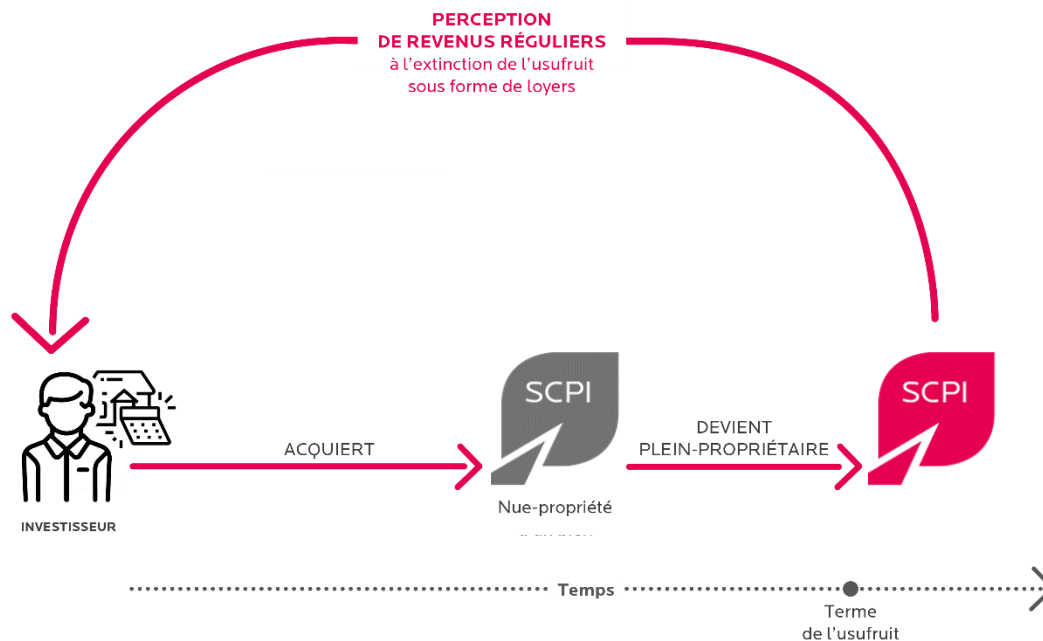 PERCEPTION
DE REVENUS RÉGULIERS
à l'extinction de l'usufruit
sous forme de loyers
SCPI
SCPI
ACQUIERT
DEVIENT
PLEIN-PROPRIÉTAIRE
Nue-propriété
INVESTISSEUR
Temps
Terme
de l'usufruit